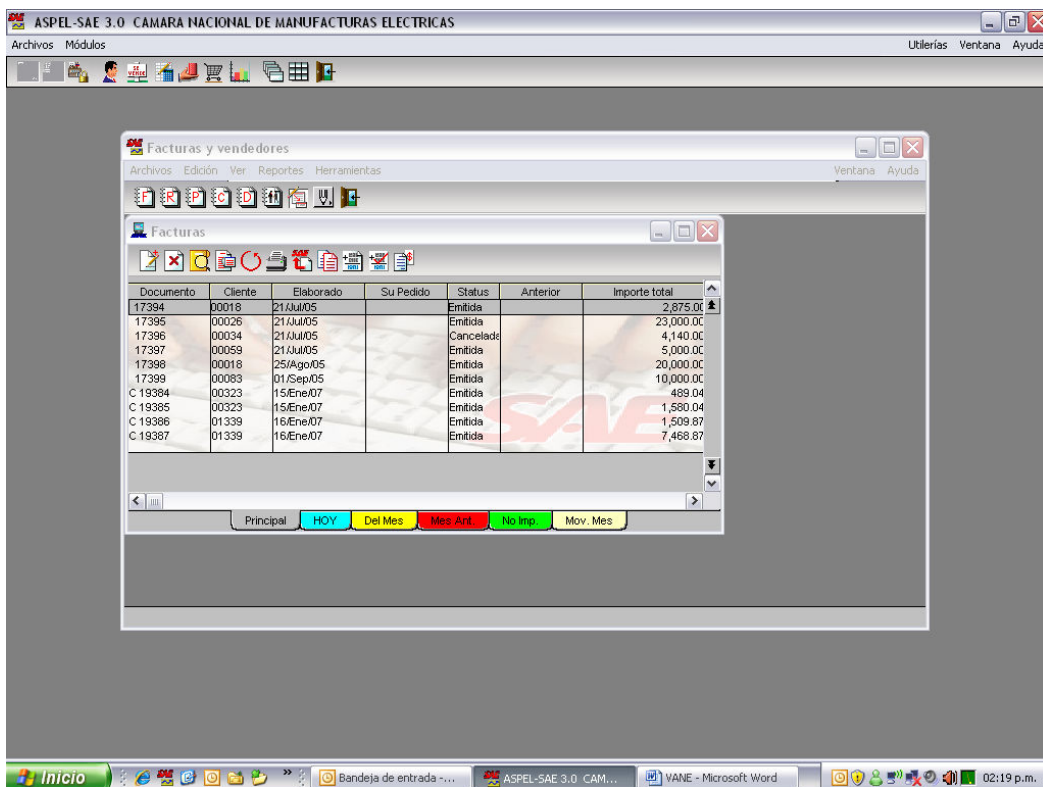 ASPEL-SAE 3.0 CAMARA NACIONAL DE MANUFACTURAS ELECTRICAS
Archivos Módulos Utilerías Ventana Ayuda
SE VENDE
Facturas y vendedores
Archivos Edición Ver Reportes Herramientas Ventana Ayuda
F R P C D
Facturas
Documento Cliente Elaborado Su Pedido Status Anterior Importe total
17394 00018 21/Jul/05 Emitida 2,875.00
17395 00026 21/Jul/05 Emitida 23,000.00
17396 00034 21/Jul/05 Cancelada 4,140.00
17397 00059 21/Jul/05 Emitida 5,000.00
17398 00018 25/Ago/05 Emitida 20,000.00
17399 00083 01/Sep/05 Emitida 10,000.00
C 19384 00323 15/Ene/07 Emitida 489.04
C 19385 00323 15/Ene/07 Emitida 1,580.04
C 19386 01339 16/Ene/07 Emitida 1,509.87
C 19387 01339 16/Ene/07 Emitida 7,468.87
SAE
Principal HOY Del Mes Mes Ant. No Imp. Mov. Mes
Inicio Bandeja de entrada -... ASPEL-SAE 3.0 CAM... VANE - Microsoft Word 02:19 p.m.